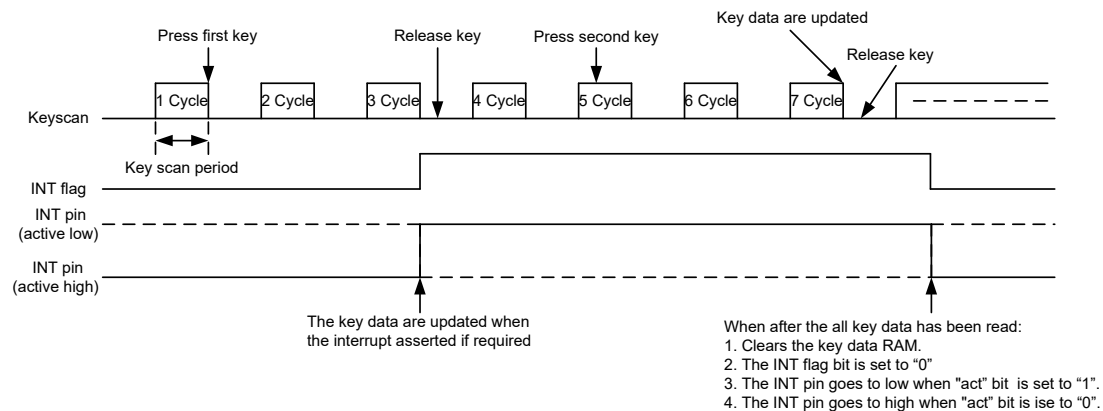 Press first key
Release key
Press second key
Key data are updated
Release key
1 Cycle
2 Cycle
3 Cycle
4 Cycle
5 Cycle
6 Cycle
7 Cycle
Keyscan
Key scan period
INT flag
INT pin
(active low)
INT pin
(active high)
The key data are updated when
the interrupt asserted if required
When after the all key data has been read:
1. Clears the key data RAM.
2. The INT flag bit is set to “0”
3. The INT pin goes to low when "act" bit is set to “1”.
4. The INT pin goes to high when "act" bit is ise to “0”.